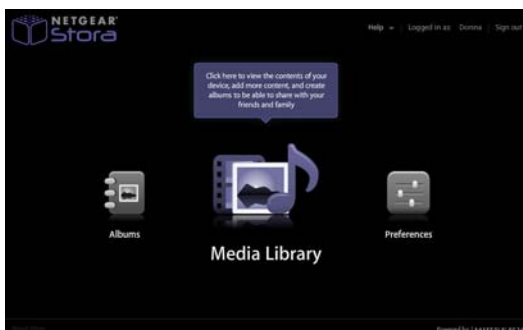 NETGEAR
Stora
Help Logged in as Donna Sign out
Click here to view the contents of your
device, add more content, and create
albums to be able to share with your
friends and family
Albums
Media Library
Preferences
Powered by